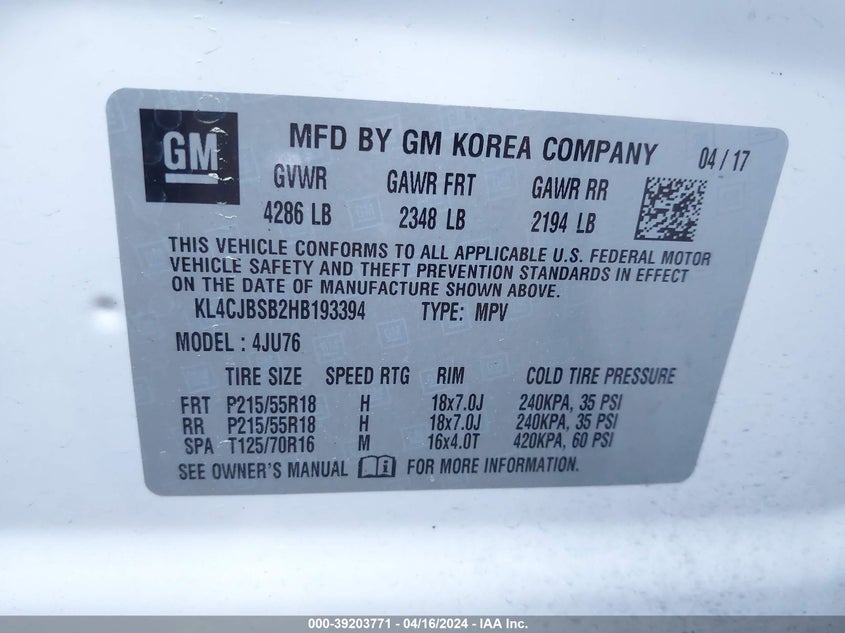 GM
MFD BY GM KOREA COMPANY 04 / 17
GVWR GAWR FRT GAWR RR
4286 LB 2348 LB 2194 LB
THIS VEHICLE CONFORMS TO ALL APPLICABLE U.S. FEDERAL MOTOR
VEHICLE SAFETY AND THEFT PREVENTION STANDARDS IN EFFECT
ON THE DATE OF MANUFACTURE SHOWN ABOVE.
KL4CJBSB2HB193394 TYPE: MPV
MODEL : 4JU76
TIRE SIZE SPEED RTG RIM COLD TIRE PRESSURE
FRT P215/55R18 H 18x7.0J 240KPA, 35 PSI
RR P215/55R18 H 18x7.0J 240KPA, 35 PSI
SPA T125/70R16 M 16x4.0T 420KPA, 60 PSI
SEE OWNER'S MANUAL FOR MORE INFORMATION.
000-39203771 - 04/16/2024 - IAA Inc.